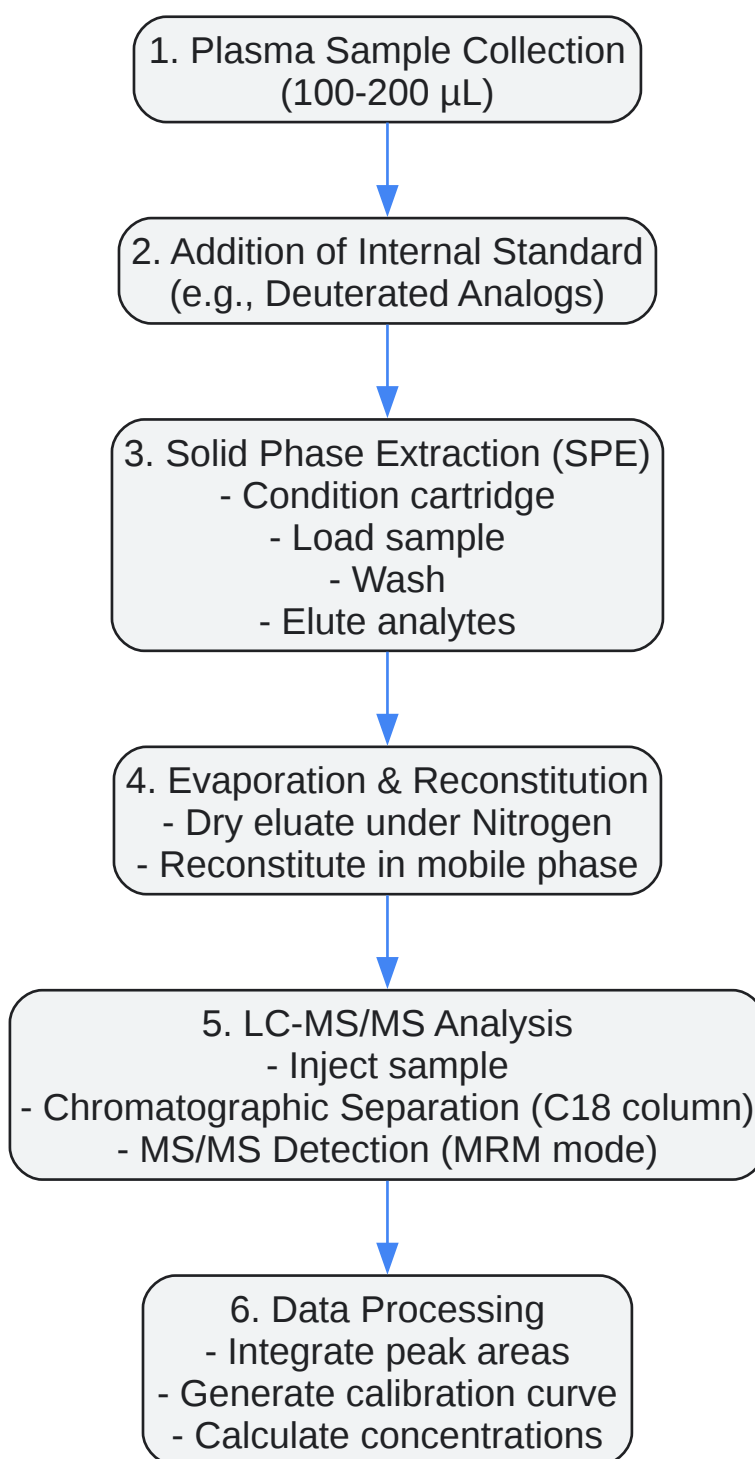 1. Plasma Sample Collection
(100-200 µL)
2. Addition of Internal Standard
(e.g., Deuterated Analogs)
3. Solid Phase Extraction (SPE)
- Condition cartridge
- Load sample
- Wash
- Elute analytes
4. Evaporation & Reconstitution
- Dry eluate under Nitrogen
- Reconstitute in mobile phase
5. LC-MS/MS Analysis
- Inject sample
- Chromatographic Separation (C18 column)
- MS/MS Detection (MRM mode)
6. Data Processing
- Integrate peak areas
- Generate calibration curve
- Calculate concentrations